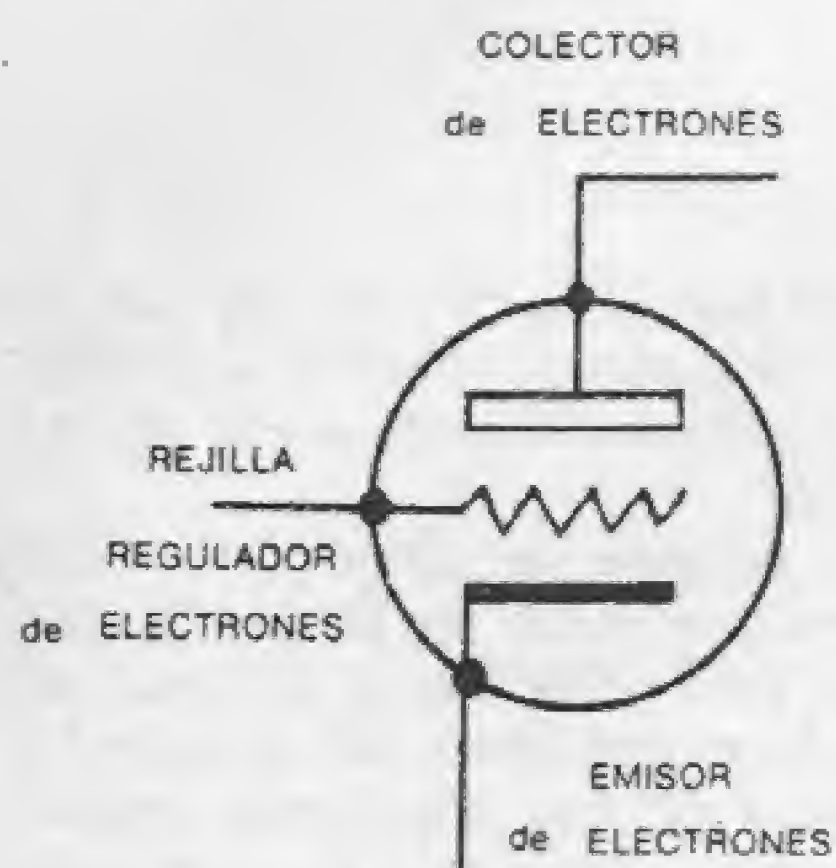 COLECTOR
de ELECTRONES
REJILLA
REGULADOR
de ELECTRONES
EMISOR
de ELECTRONES